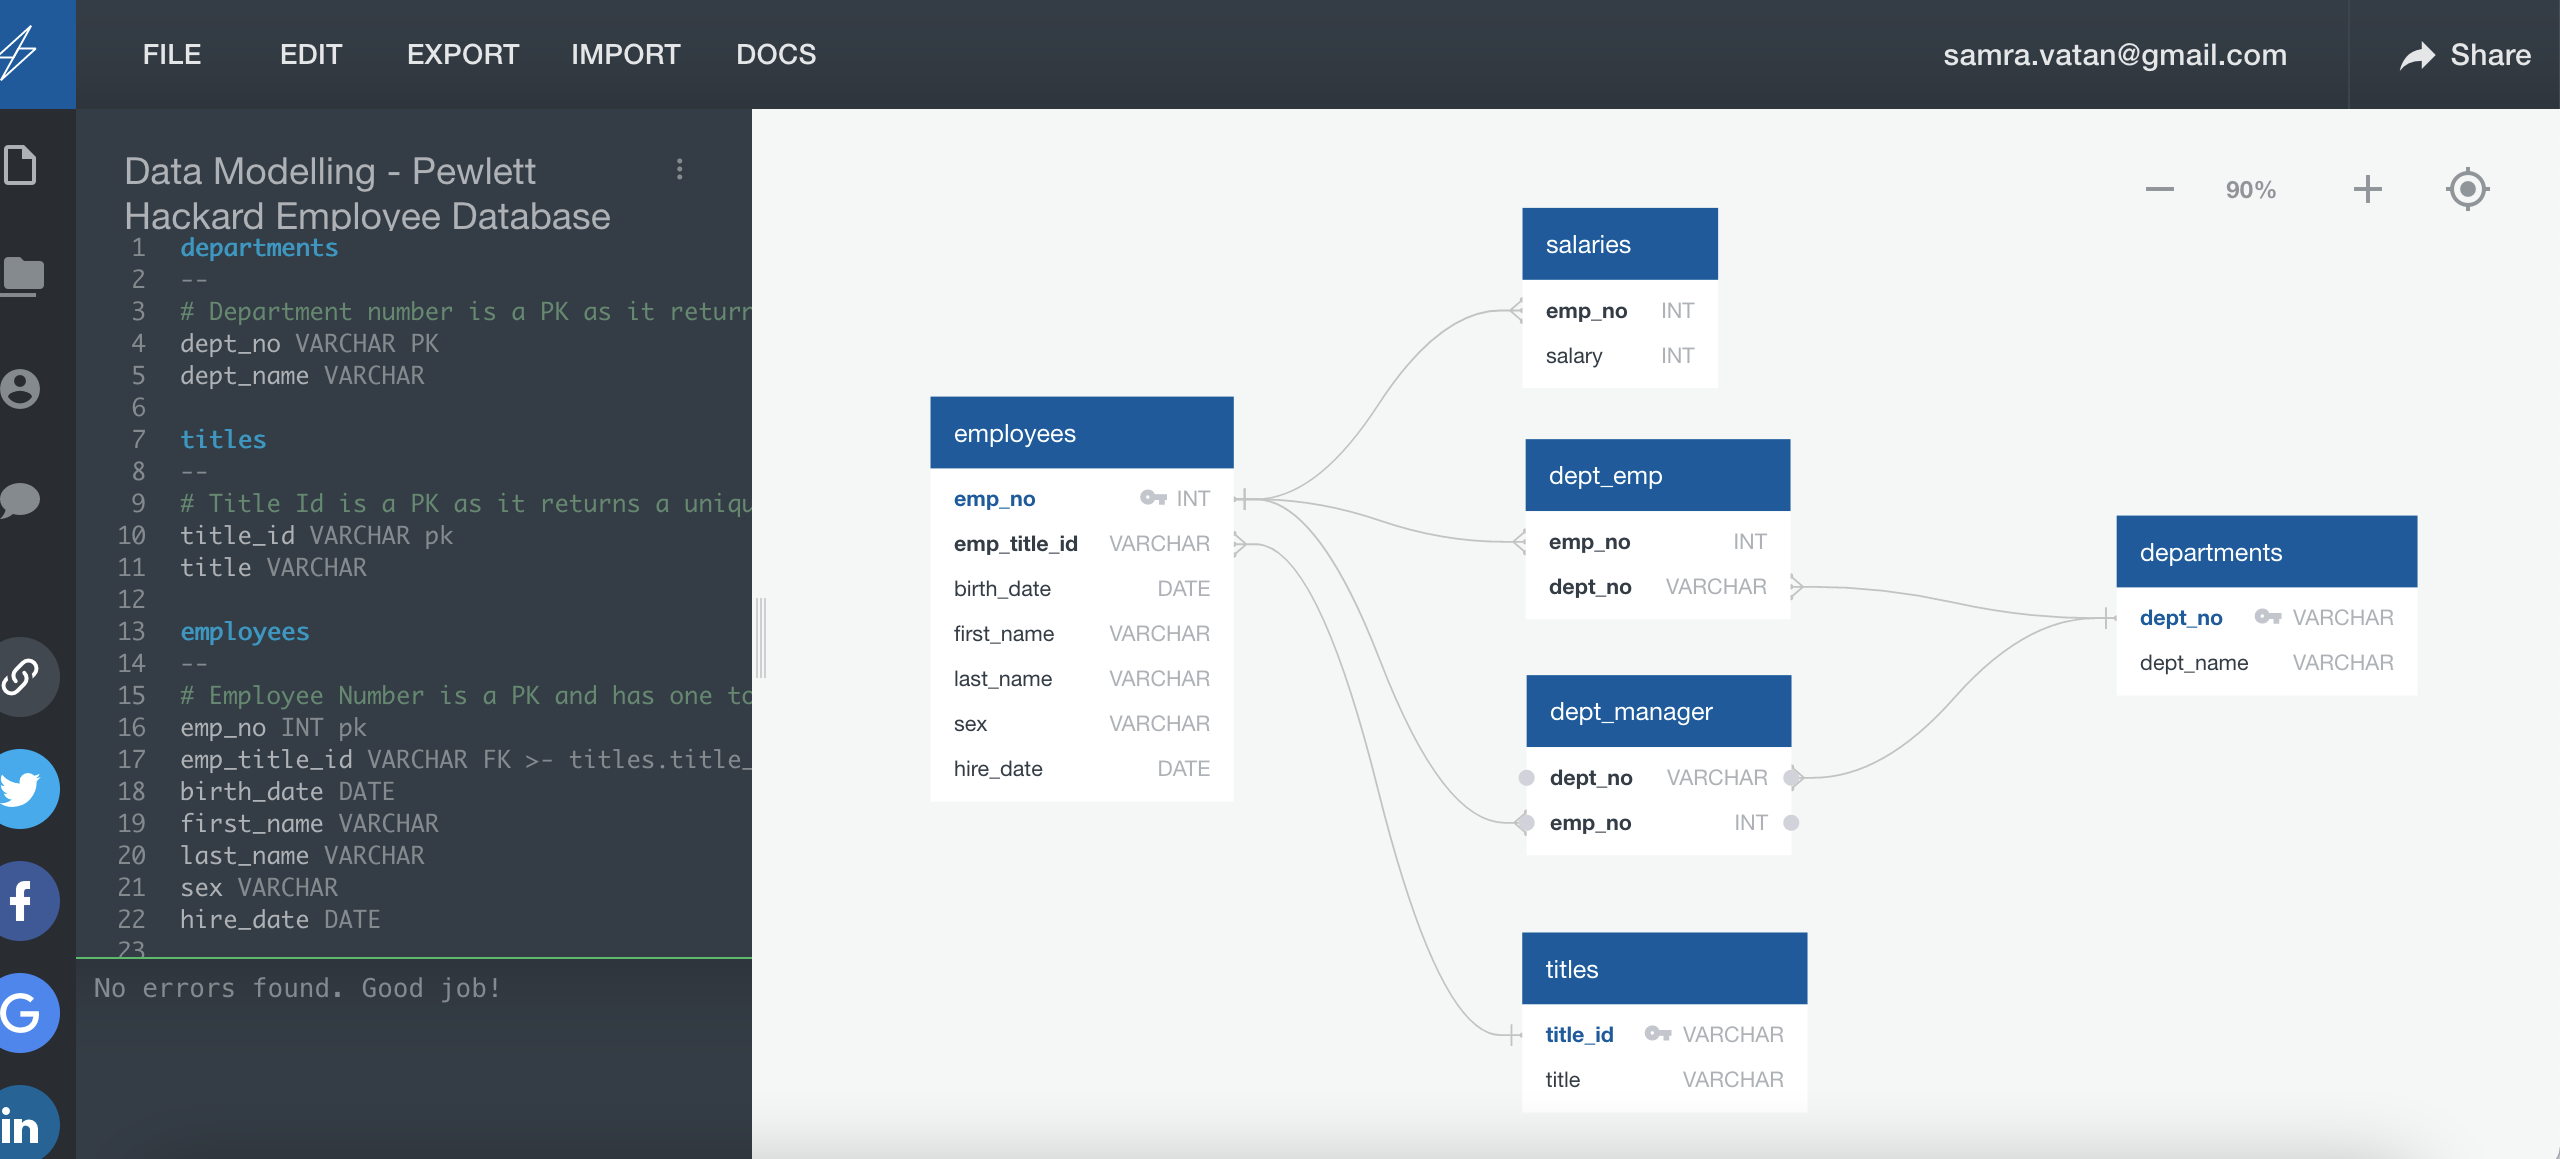 FILE EDIT EXPORT IMPORT DOCS samra.vatan@gmail.com Share
Data Modelling - Pewlett
Hackard Employee Database
1 departments
2 --
3 # Department number is a PK as it return
4 dept_no VARCHAR PK
5 dept_name VARCHAR
6
7 titles
8 --
9 # Title Id is a PK as it returns a uniqu
10 title_id VARCHAR pk
11 title VARCHAR
12
13 employees
14 --
15 # Employee Number is a PK and has one to
16 emp_no INT pk
17 emp_title_id VARCHAR FK >- titles.title_
18 birth_date DATE
19 first_name VARCHAR
20 last_name VARCHAR
21 sex VARCHAR
22 hire_date DATE
23
No errors found. Good job!
90%
employees
emp_no INT
emp_title_id VARCHAR
birth_date DATE
first_name VARCHAR
last_name VARCHAR
sex VARCHAR
hire_date DATE
salaries
emp_no INT
salary INT
dept_emp
emp_no INT
dept_no VARCHAR
dept_manager
dept_no VARCHAR
emp_no INT
titles
title_id VARCHAR
title VARCHAR
departments
dept_no VARCHAR
dept_name VARCHAR
f
G
in